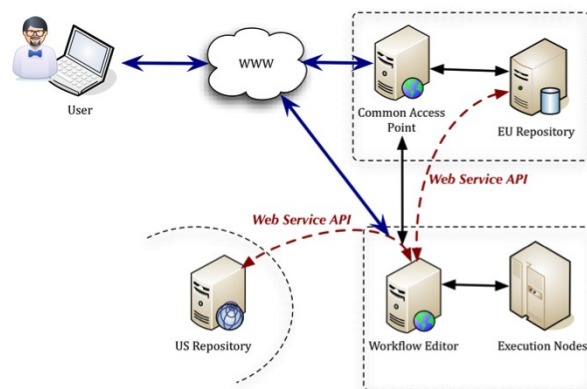 WWW
User
Common Access
Point
EU Repository
Web Service API
Web Service API
US Repository
Workflow Editor
Execution Nodes